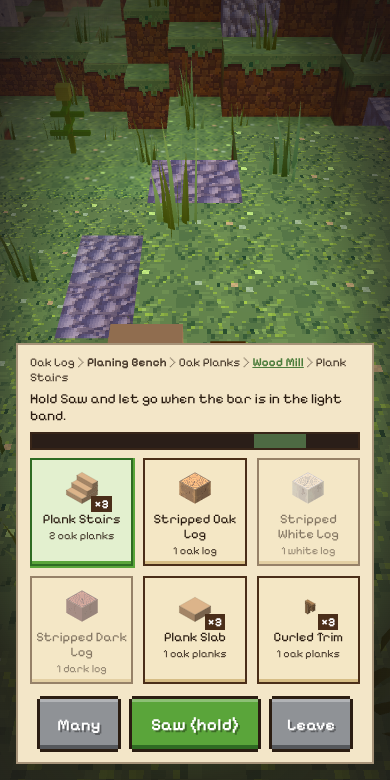 Oak Log > Planing Bench > Oak Planks > Wood Mill > Plank
Stairs
Hold Saw and let go when the bar is in the light
band.
×3
Plank Stairs
2 oak planks
Stripped Oak
Log
1 oak log
Stripped
White Log
1 white log
Stripped Dark
Log
1 dark log
×3
Plank Slab
1 oak planks
×3
Curled Trim
1 oak planks
Many
Saw (hold)
Leave